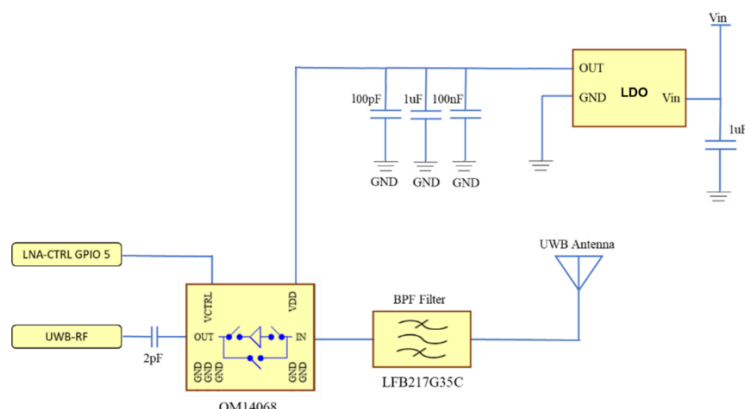 Vin
OUT
GND
LDO
Vin
100pF
1uF
100nF
1uF
GND
GND
GND
LNA-CTRL GPIO 5
UWB Antenna
VCTRL
VDD
BPF Filter
UWB-RF
OUT
IN
2pF
GND
GND
GND
GND
GND
LFB217G35C
QM14068